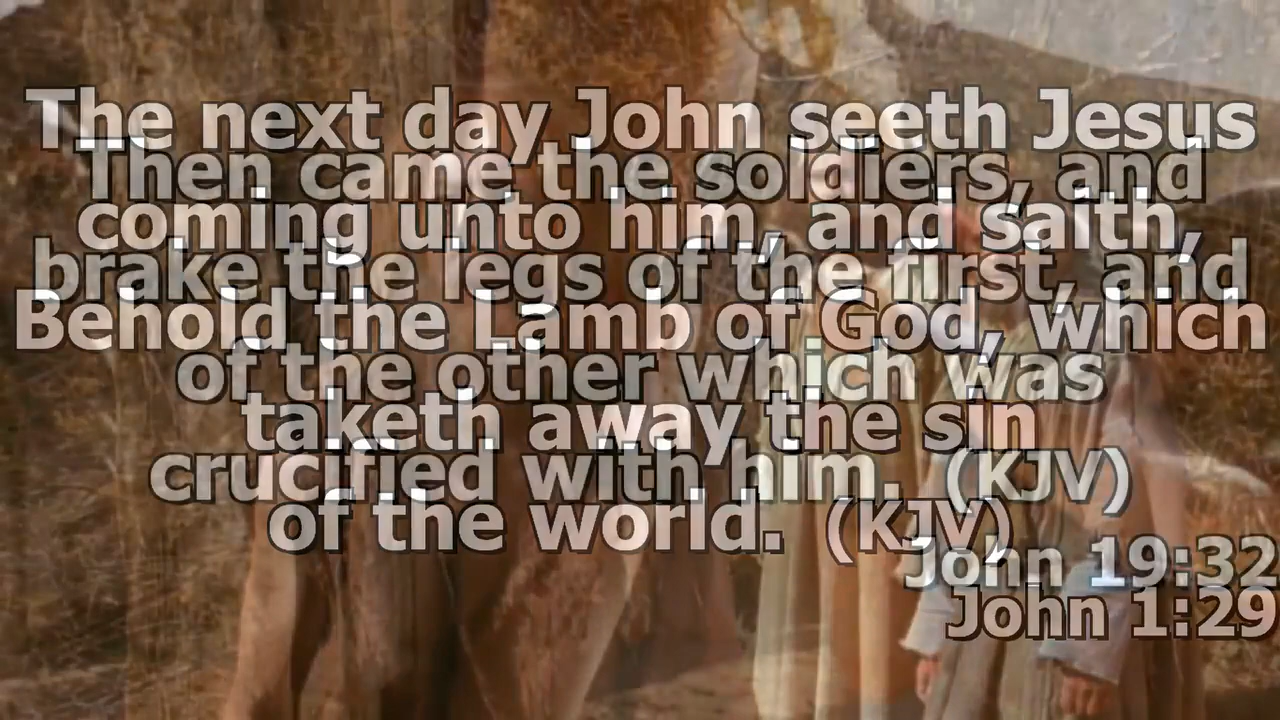 The next day John seeth Jesus
Then came the soldiers, and
coming unto him, and saith,
brake the legs of the first, and
Behold the Lamb of God, which
of the other which was
taketh away the sin
crucified with him. (KJV)
of the world. (KJV)
John 19:32
John 1:29